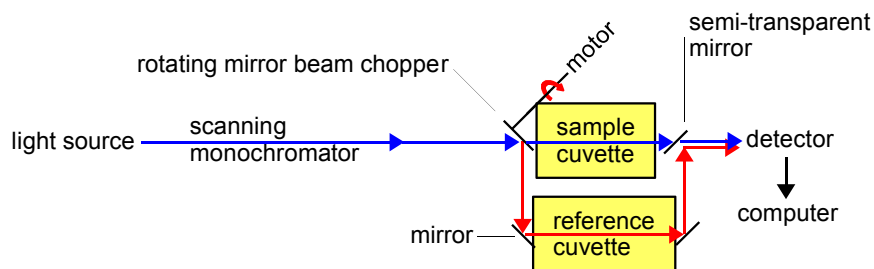 semi-transparent
mirror
motor
rotating mirror beam chopper
light source
scanning
monochromator
sample
cuvette
detector
computer
mirror
reference
cuvette